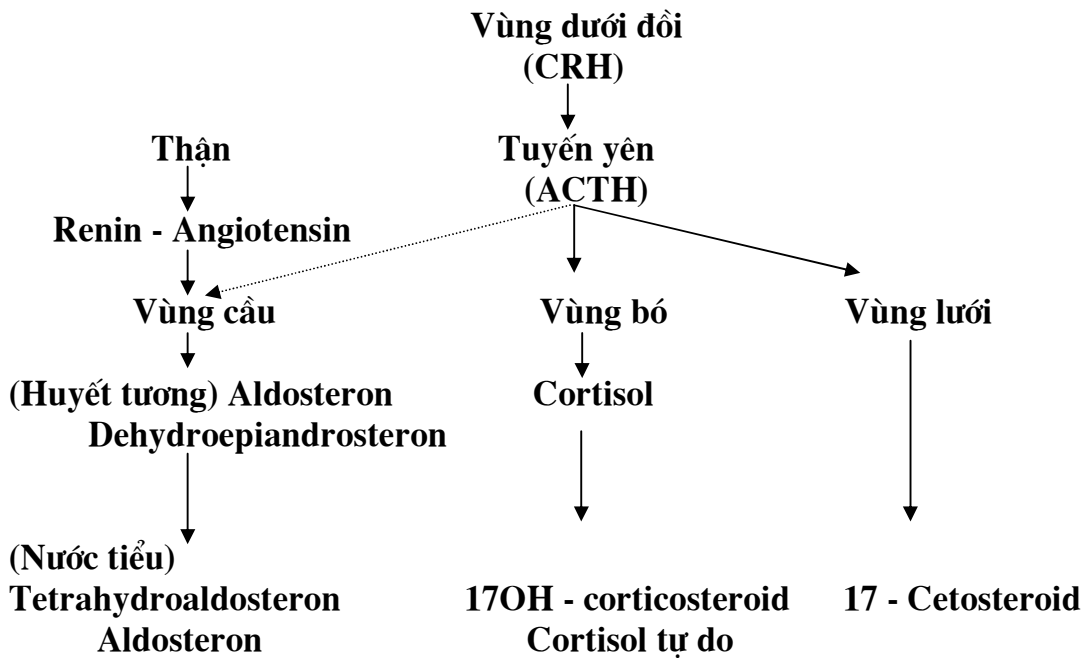 Vùng dưới đồi
(CRH)
Thận
Tuyến yên
(ACTH)
Renin - Angiotensin
Vùng cầu
Vùng bó
Vùng lưới
(Huyết tương) Aldosteron
Cortisol
Dehydroepiandrosteron
(Nước tiểu)
Tetrahydroaldosteron
17OH - corticosteroid
17 - Cetosteroid
Aldosteron
Cortisol tự do